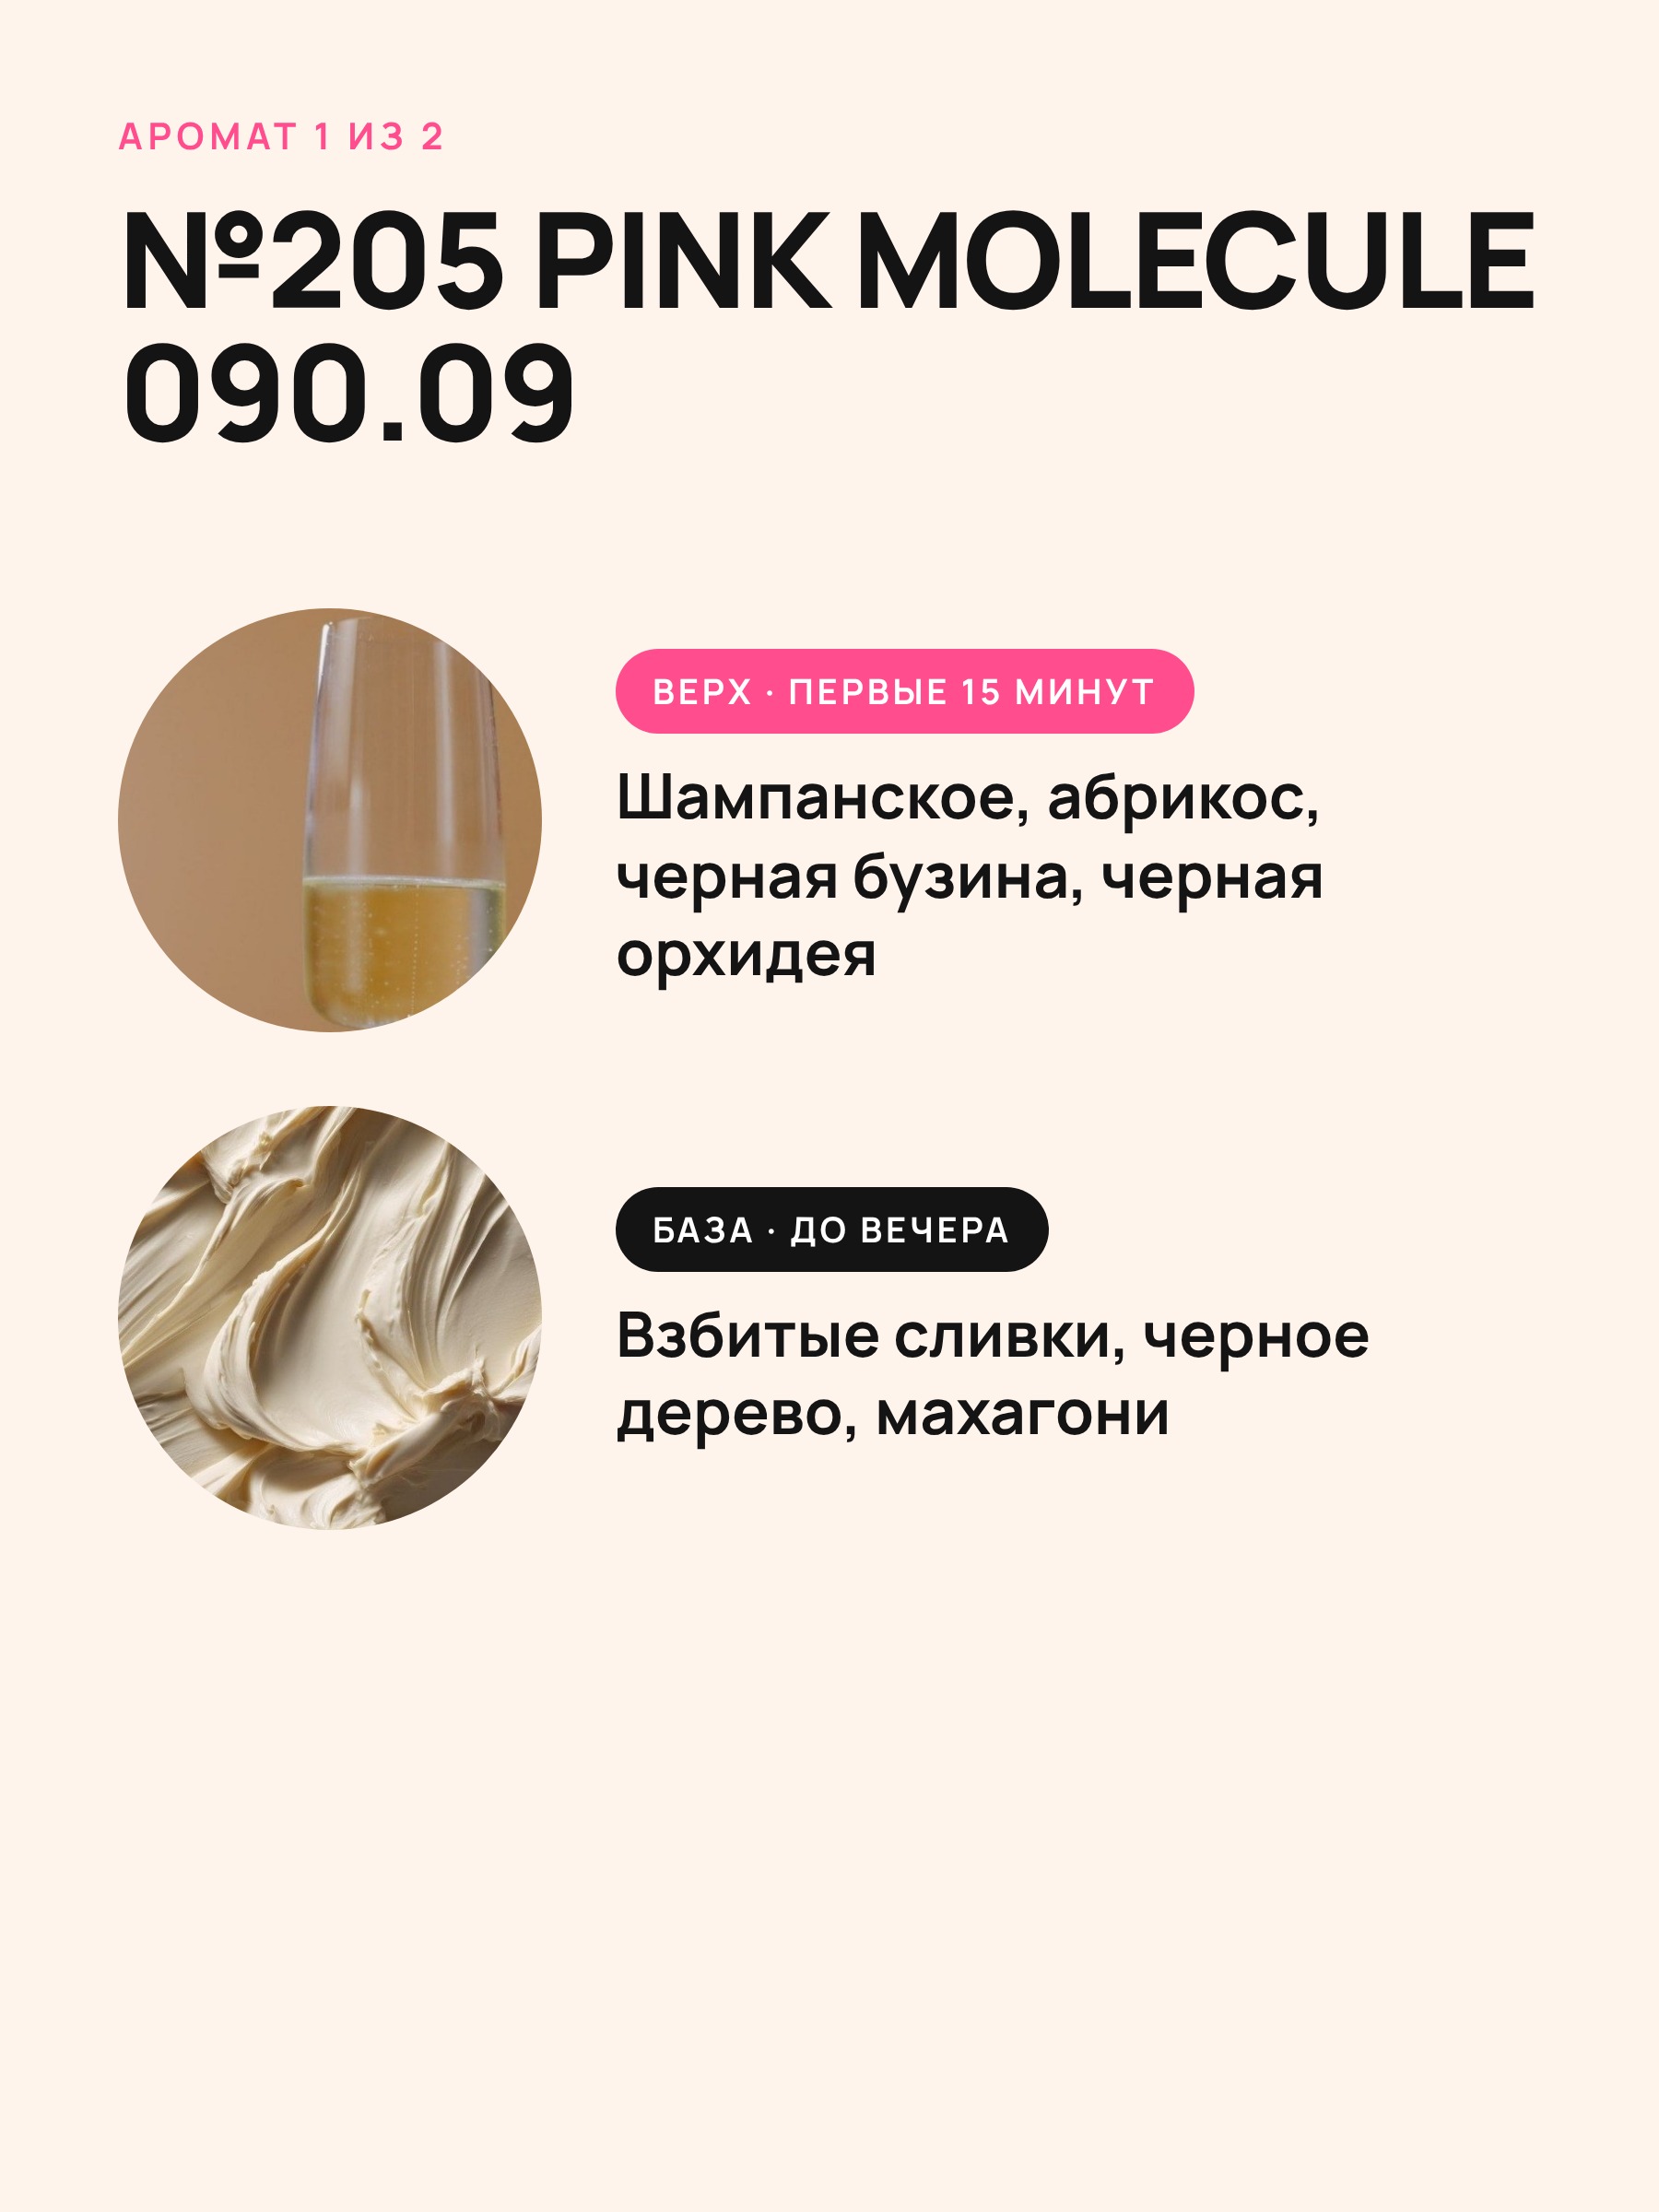 АРОМАТ 1 ИЗ 2
№205 PINK MOLECULE
090.09
ВЕРХ · ПЕРВЫЕ 15 МИНУТ
Шампанское, абрикос,
черная бузина, черная
орхидея
БАЗА · ДО ВЕЧЕРА
Взбитые сливки, черное
дерево, махагони